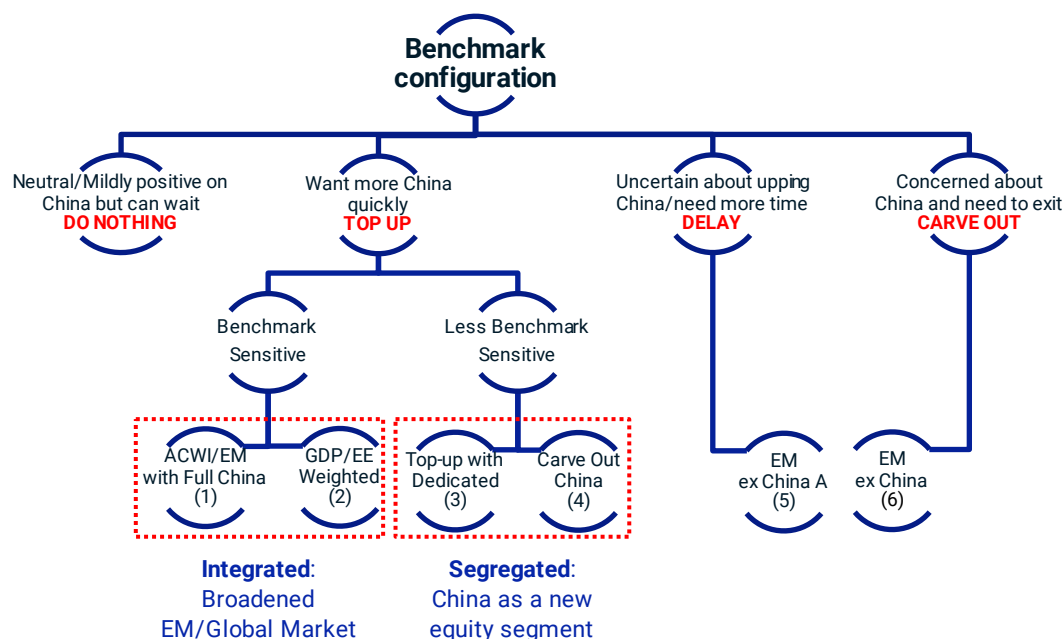 Benchmark
configuration
Neutral/Mildly positive on
China but can wait
DO NOTHING
Want more China
quickly
TOP UP
Uncertain about upping
China/need more time
DELAY
Concerned about
China and need to exit
CARVE OUT
Benchmark
Sensitive
Less Benchmark
Sensitive
ACWI/EM
with Full China
(1)
GDP/EE
Weighted
(2)
Top-up with
Dedicated
(3)
Carve Out
China
(4)
EM
ex China A
(5)
EM
ex China
(6)
Integrated:
Broadened
EM/Global Market
Segregated:
China as a new
equity segment